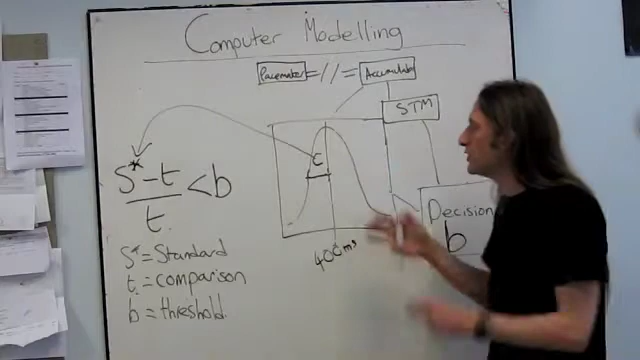 Computer Modelling
Pacemaker =//= Accumulator
STM
S* - t
t
< b
c
Decision
b
400ms
S* = Standard
t = comparison
b = threshold